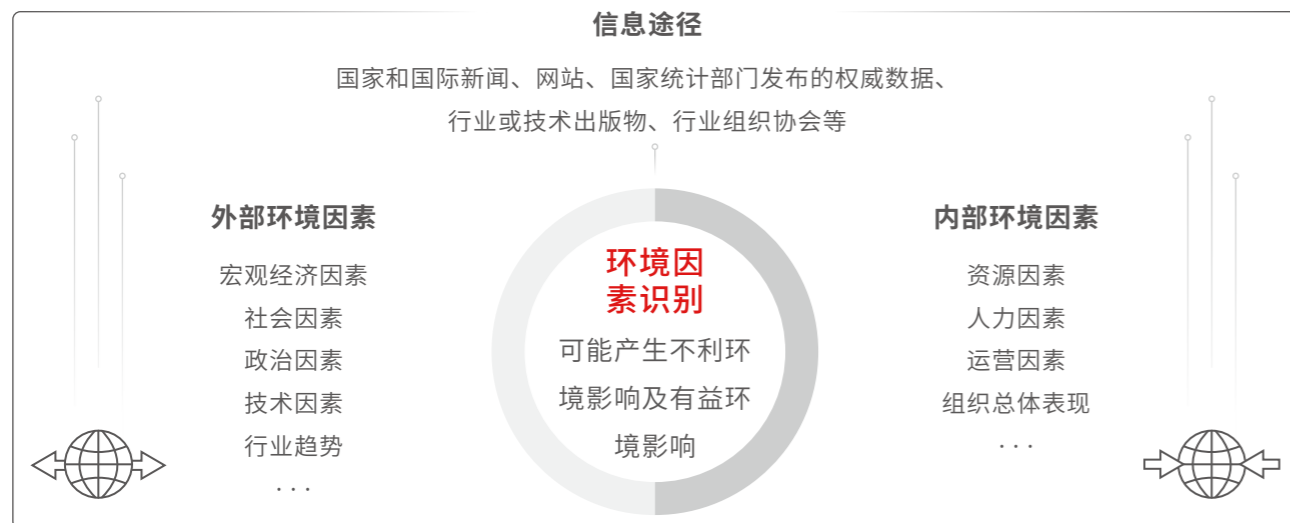 信息途径
国家和国际新闻、网站、国家统计部门发布的权威数据、
行业或技术出版物、行业组织协会等
外部环境因素
宏观经济因素
社会因素
政治因素
技术因素
行业趋势
...
环境因
素识别
可能产生不利环
境影响及有益环
境影响
内部环境因素
资源因素
人力因素
运营因素
组织总体表现
...